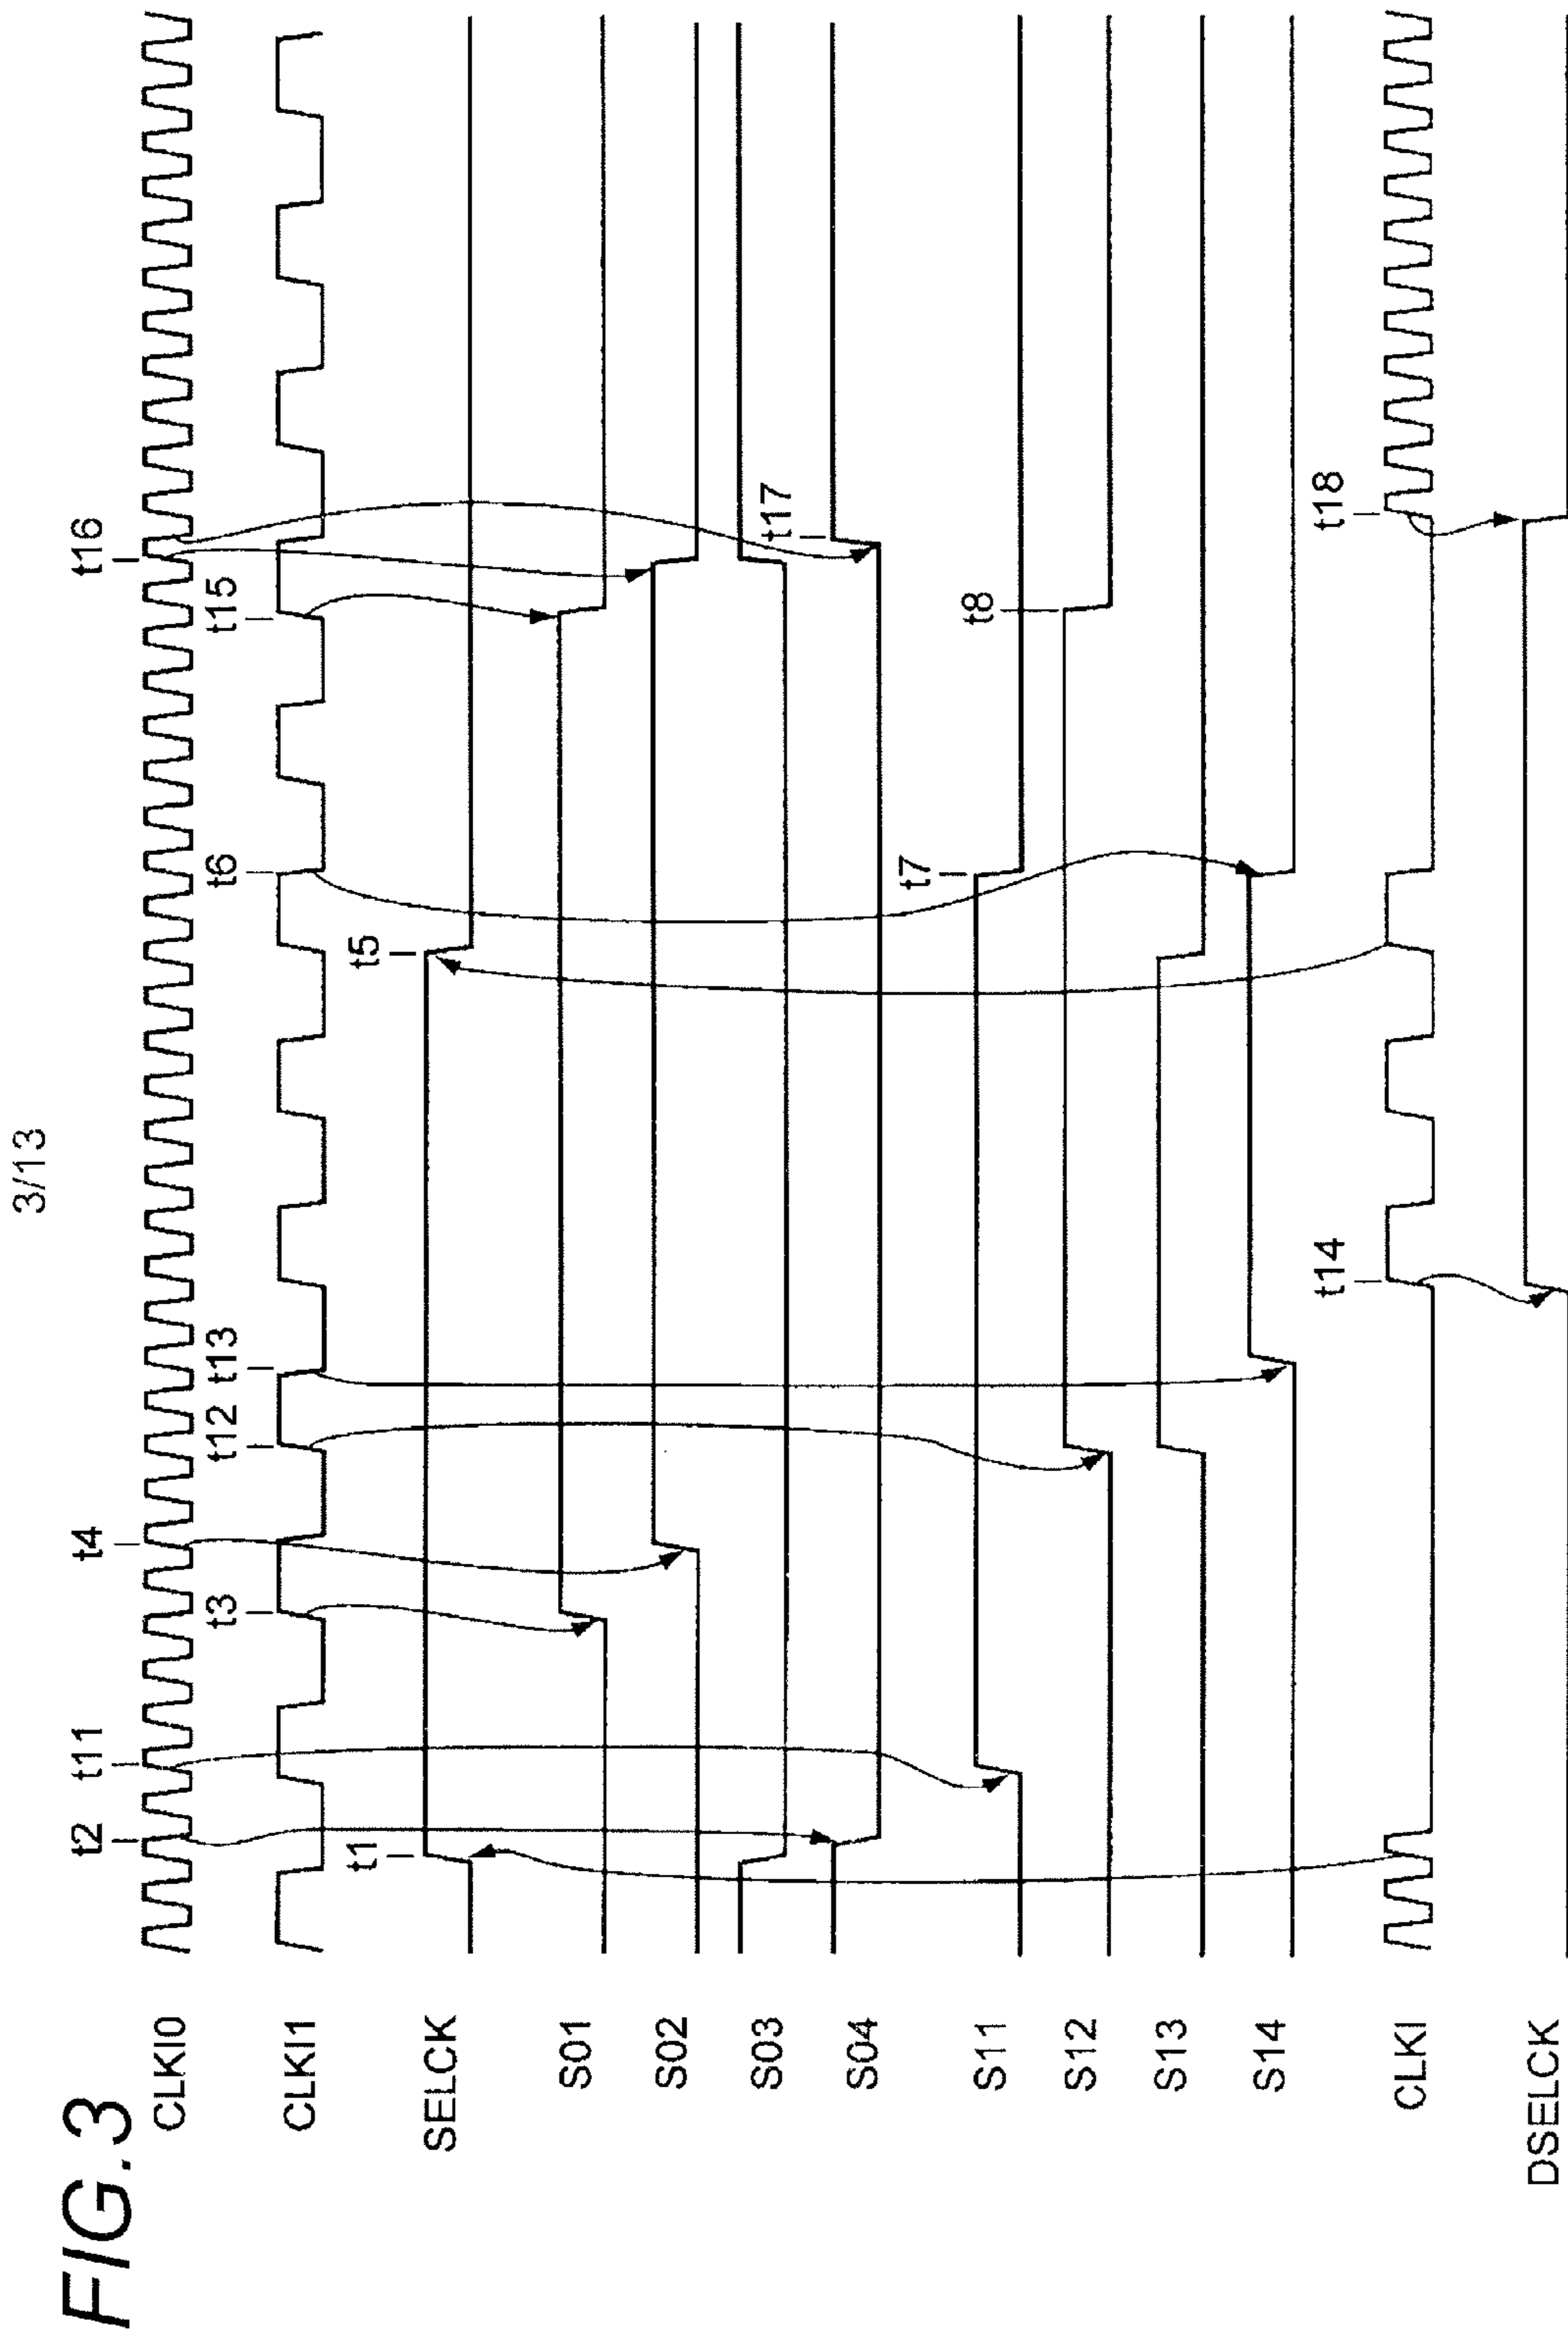 3/13
FIG.3
t2 t11 t4 t16
CLKI0
t3 t12 t13 t6 t15
CLKI1
t1 t5
SELCK
S01
S02
S03
t17
S04
t7
S11
t8
S12
S13
S14
t14 t18
CLKI
DSELCK